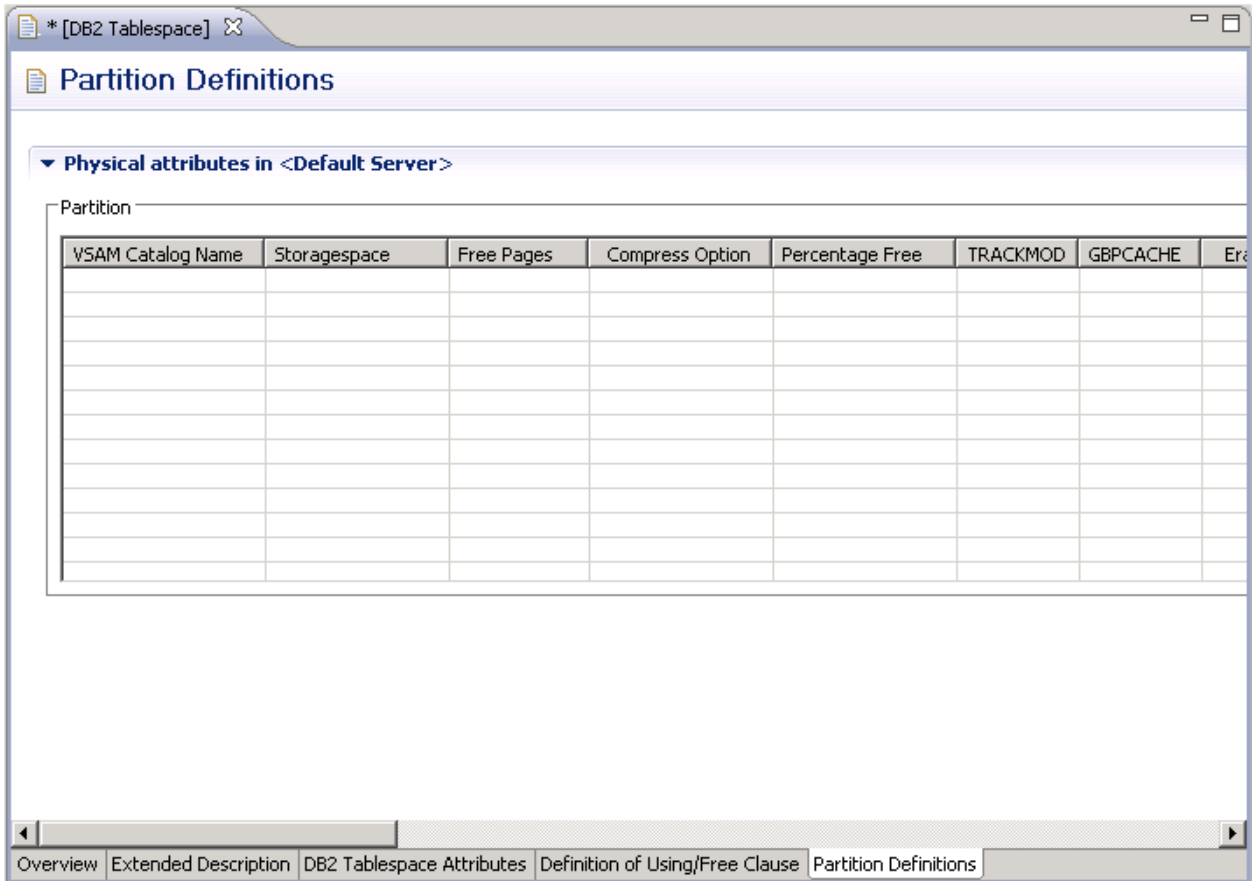 * [DB2 Tablespace]
Partition Definitions
Physical attributes in <Default Server>
Partition
VSAM Catalog Name Storagespace Free Pages Compress Option Percentage Free TRACKMOD GBPCACHE Era
Overview Extended Description DB2 Tablespace Attributes Definition of Using/Free Clause Partition Definitions